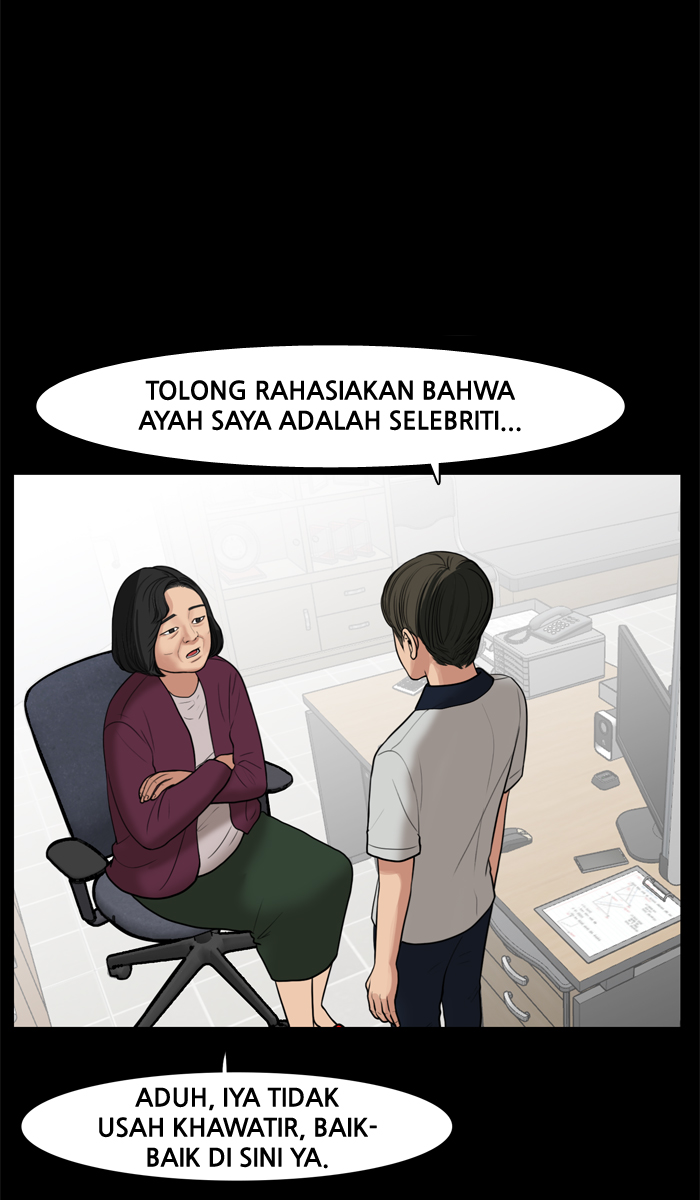 TOLONG RAHASIAKAN BAHWA
AYAH SAYA ADALAH SELEBRITI...
ADUH, IYA TIDAK
USAH KHAWATIR, BAIK-
BAIK DI SINI YA.